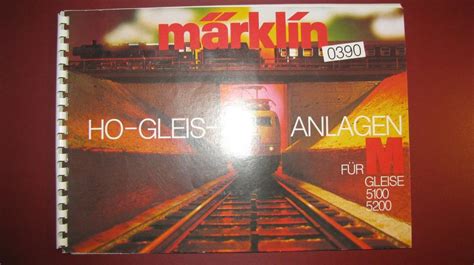 märklin
0390
HO-GLEIS- ANLAGEN
FÜR M
GLEISE
5100
5200